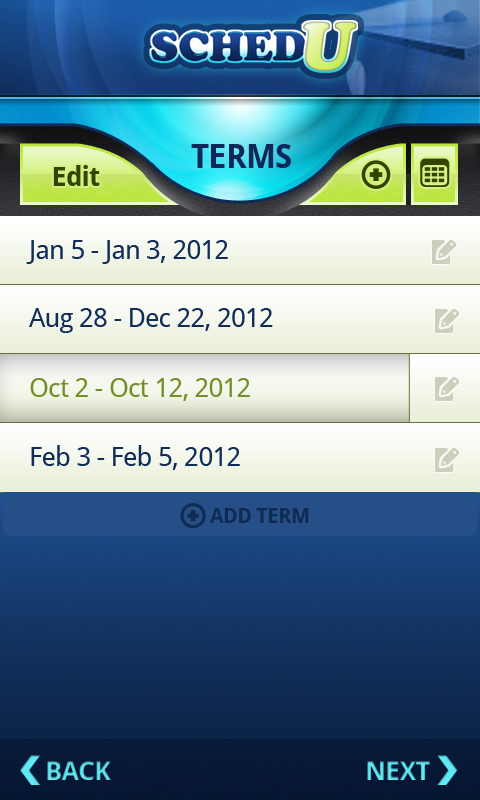 SCHEDU
TERMS
Edit
Jan 5 - Jan 3, 2012
Aug 28 - Dec 22, 2012
Oct 2 - Oct 12, 2012
Feb 3 - Feb 5, 2012
ADD TERM
BACK NEXT